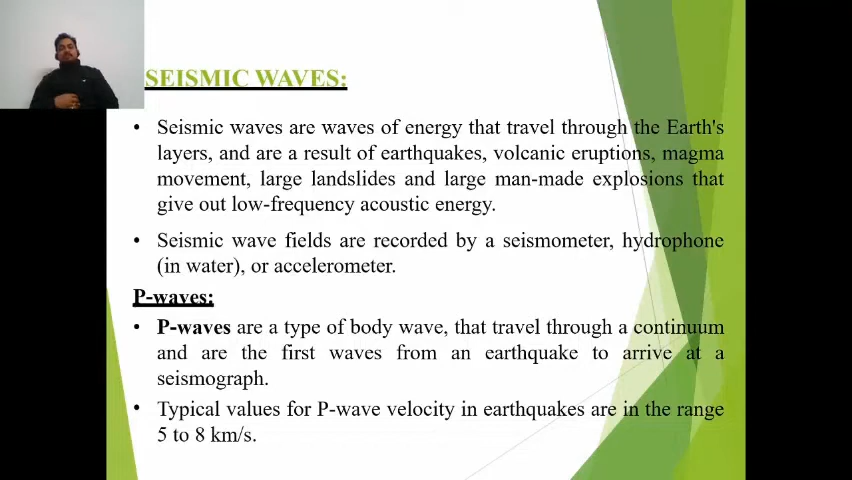 SEISMIC WAVES:
• Seismic waves are waves of energy that travel through the Earth's
layers, and are a result of earthquakes, volcanic eruptions, magma
movement, large landslides and large man-made explosions that
give out low-frequency acoustic energy.
• Seismic wave fields are recorded by a seismometer, hydrophone
(in water), or accelerometer.
P-waves:
• P-waves are a type of body wave, that travel through a continuum
and are the first waves from an earthquake to arrive at a
seismograph.
• Typical values for P-wave velocity in earthquakes are in the range
5 to 8 km/s.